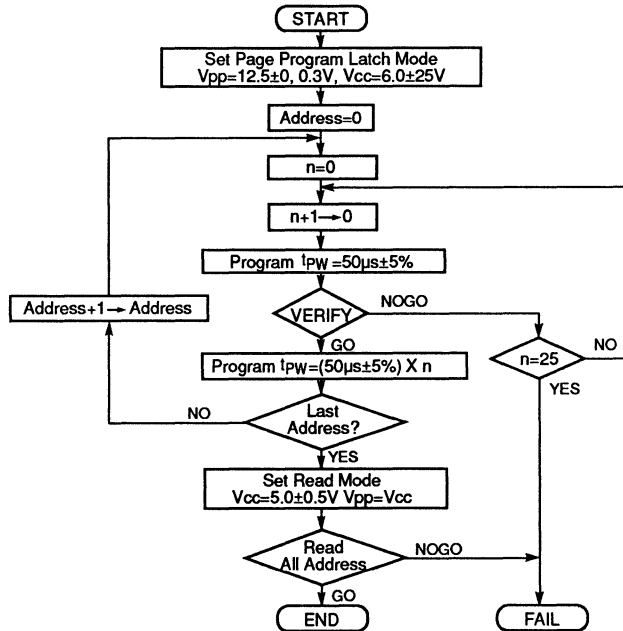 START
Set Page Program Latch Mode
Vpp=12.5±0, 0.3V, Vcc=6.0±25V
Address=0
n=0
n+1→0
Program tPW=50µs±5%
Address+1→Address
VERIFY
NOGO
GO
n=25
NO
YES
Program tPW=(50µs±5%) X n
NO
Last
Address?
YES
Set Read Mode
Vcc=5.0±0.5V Vpp=Vcc
Read
All Address
NOGO
GO
END
FAIL